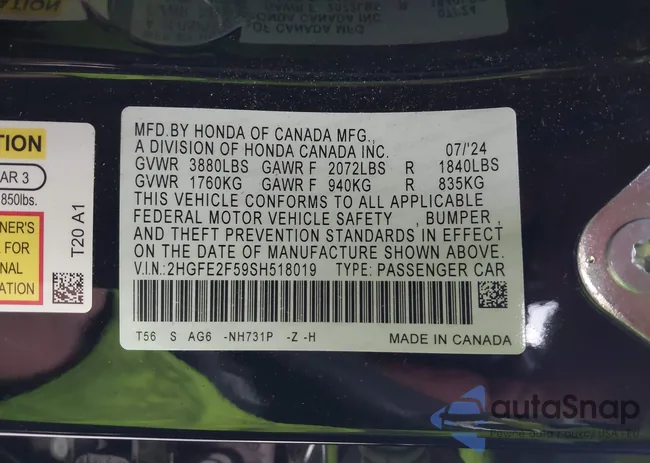 MFD.BY HONDA OF CANADA MFG.,
A DIVISION OF HONDA CANADA INC. 07/'24
GVWR 3880LBS GAWR F 2072LBS R 1840LBS
GVWR 1760KG GAWR F 940KG R 835KG
THIS VEHICLE CONFORMS TO ALL APPLICABLE
FEDERAL MOTOR VEHICLE SAFETY , BUMPER ,
AND THEFT PREVENTION STANDARDS IN EFFECT
ON THE DATE OF MANUFACTURE SHOWN ABOVE.
V.I.N.:2HGFE2F59SH518019 TYPE: PASSENGER CAR
T56 S AG6 -NH731P -Z -H MADE IN CANADA
TION
AR 3
850lbs.
NER'S
L FOR
ONAL
ATION
T20 A1
autoSnap